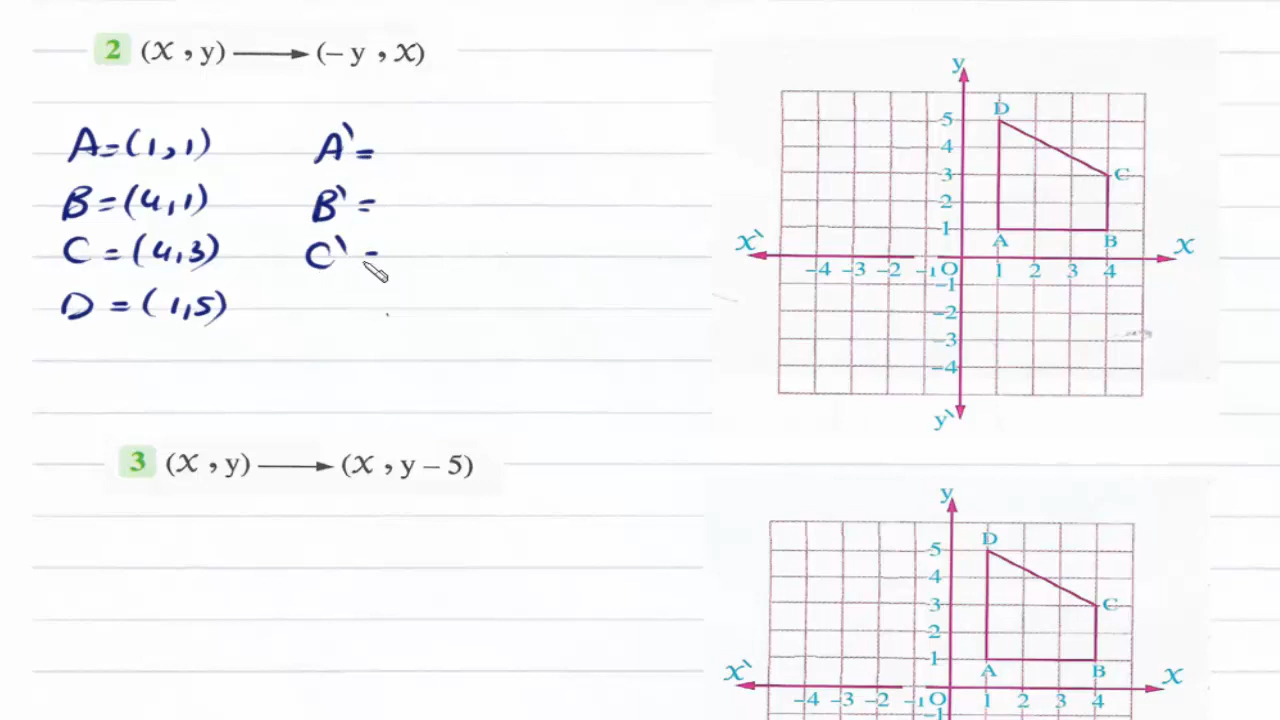 2 (x , y) ⟶ (– y , x)
A = (1, 1) A` =
B = (4, 1) B` =
C = (4, 3) C` =
D = (1, 5)
y
D
5
4
3 C
2
1
A B
x` x
–4 –3 –2 –1 O 1 2 3 4
–1
–2
–3
–4
y`
3 (x , y) ⟶ (x , y – 5)
y
D
5
4
3 C
2
1
A B
x` x
–4 –3 –2 –1 O 1 2 3 4
–1